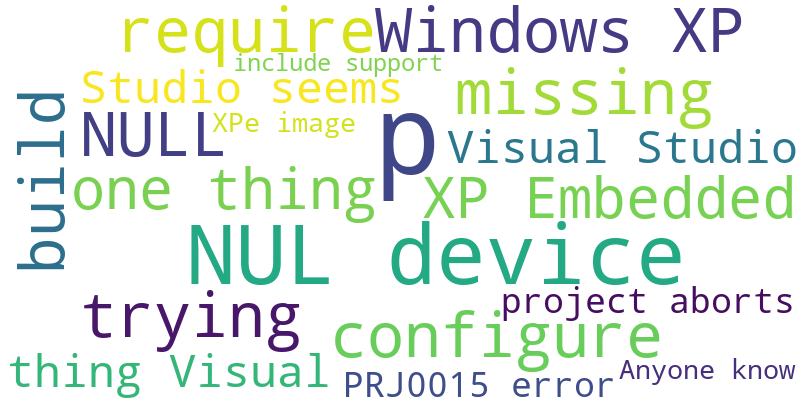 require
Windows XP
include support
Studio seems
missing
build
NULL
XPe image
p
Visual Studio
one thing
XP Embedded
NUL device
trying
project aborts
configure
thing Visual
PRJ0015 error
Anyone know